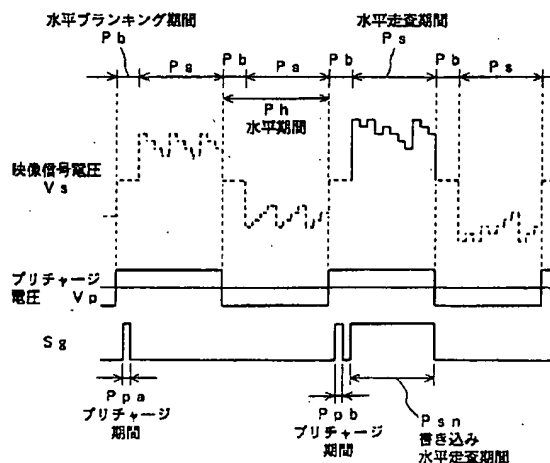 水平ブランキング期間
Pb
水平走査期間
Ps
Pa
Pb
Pa
Pb
Pb
Ps
Ph
水平期間
映像信号電圧
Vs
プリチャージ
電圧 Vp
Sg
Ppa
プリチャージ
期間
Ppb
プリチャージ
期間
Psn
書き込み
水平走査期間